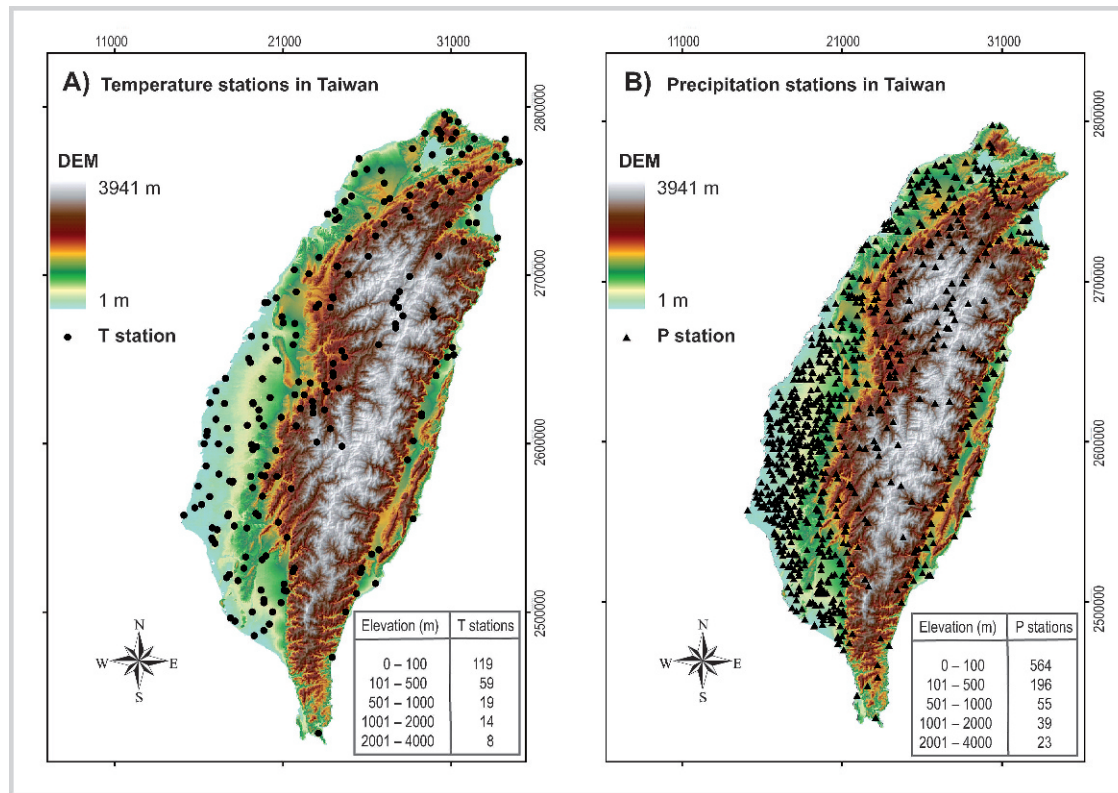 11000 21000 31000
A) Temperature stations in Taiwan
DEM
3941 m
1 m
T station
2800000
2700000
2600000
2500000
N
W E
S
Elevation (m) T stations
0 – 100 119
101 – 500 59
501 – 1000 19
1001 – 2000 14
2001 – 4000 8
11000 21000 31000
B) Precipitation stations in Taiwan
DEM
3941 m
1 m
P station
2800000
2700000
2600000
2500000
N
W E
S
Elevation (m) P stations
0 – 100 564
101 – 500 196
501 – 1000 55
1001 – 2000 39
2001 – 4000 23